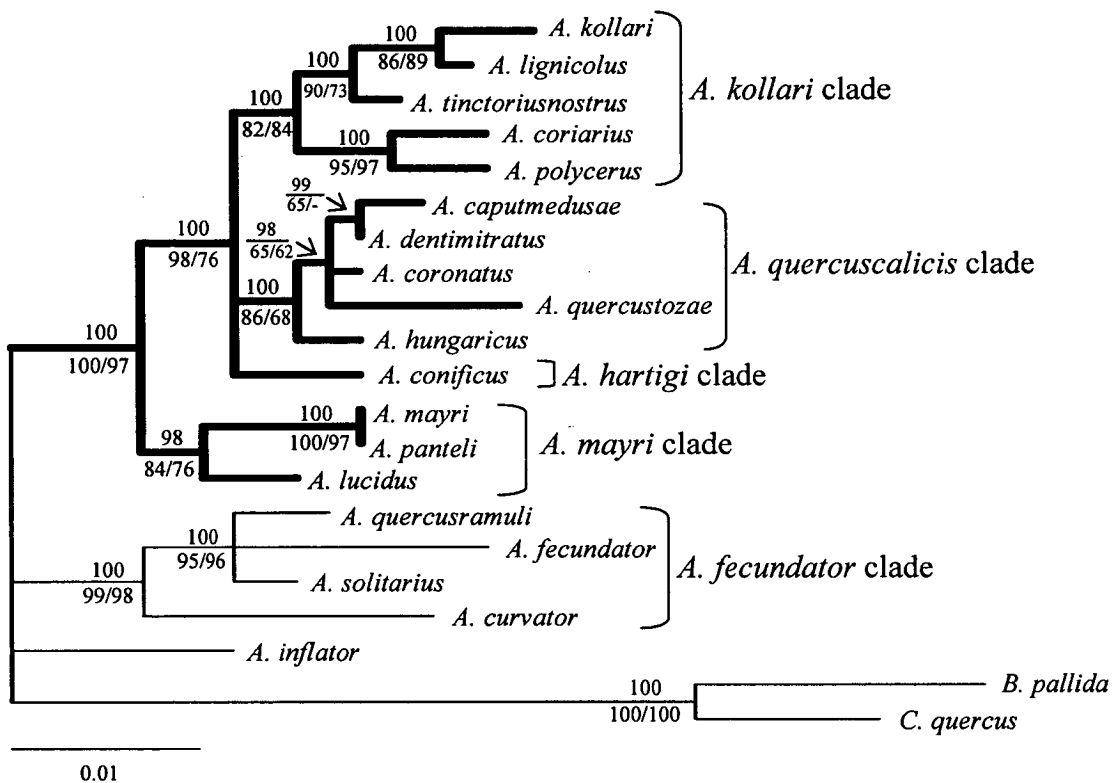 100
86/89
A. kollari
A. lignicolus
100
90/73
A. tinctoriusnostrus
100
82/84
A. coriarius
100
95/97
A. polycerus
A. kollari clade
99
65/-
A. caputmedusae
A. dentimitratus
98
65/62
A. coronatus
A. quercustozae
100
86/68
A. hungaricus
A. quercuscalicis clade
100
98/76
A. conificus
A. hartigi clade
100
100/97
A. mayri
100
100/97
A. panteli
98
84/76
A. lucidus
A. mayri clade
A. quercusramuli
100
95/96
A. fecundator
A. solitarius
100
99/98
A. curvator
A. fecundator clade
A. inflator
100
100/100
B. pallida
C. quercus
0.01